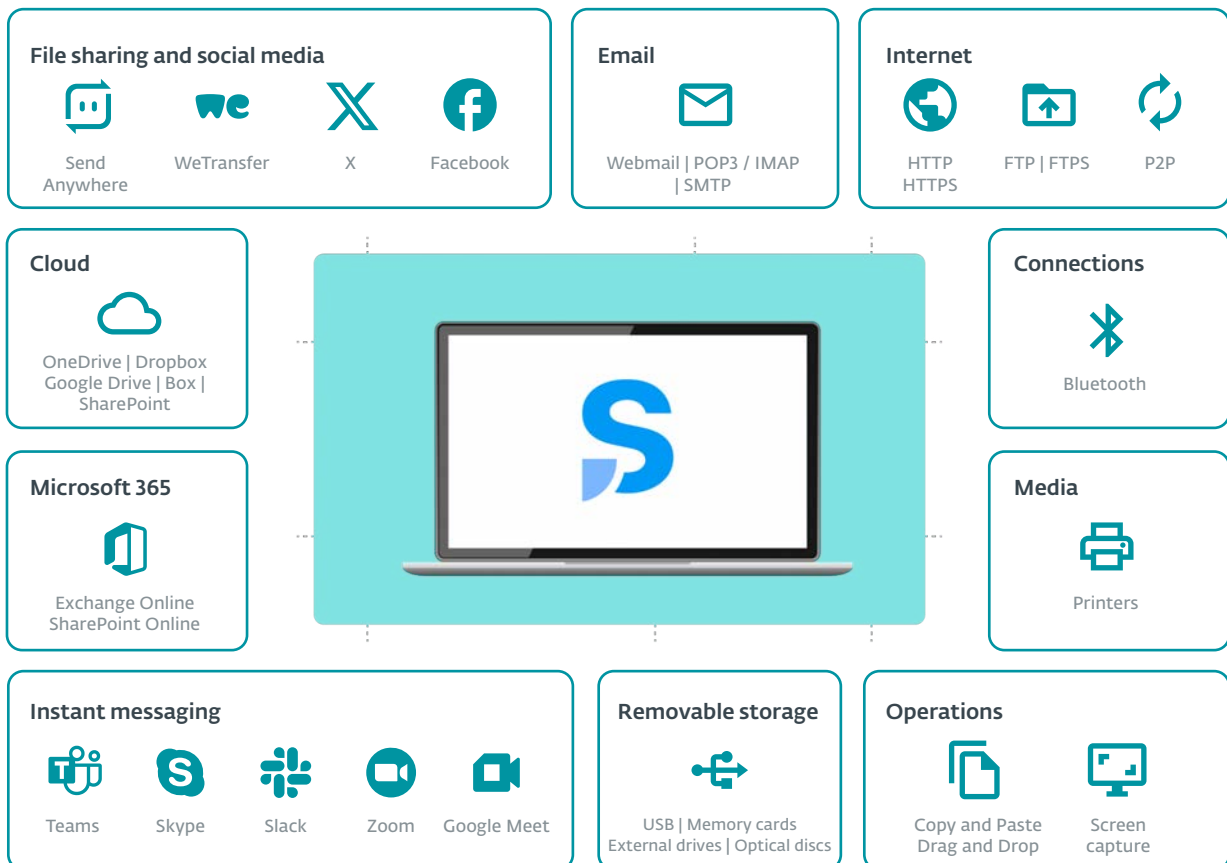 File sharing and social media
Send
Anywhere
WeTransfer
X
Facebook
Email
Webmail | POP3 / IMAP
| SMTP
Internet
HTTP
HTTPS
FTP | FTPS
P2P
Cloud
OneDrive | Dropbox
Google Drive | Box |
SharePoint
Connections
Bluetooth
S
Microsoft 365
Exchange Online
SharePoint Online
Media
Printers
Instant messaging
Teams
Skype
Slack
Zoom
Google Meet
Removable storage
USB | Memory cards
External drives | Optical discs
Operations
Copy and Paste
Drag and Drop
Screen
capture